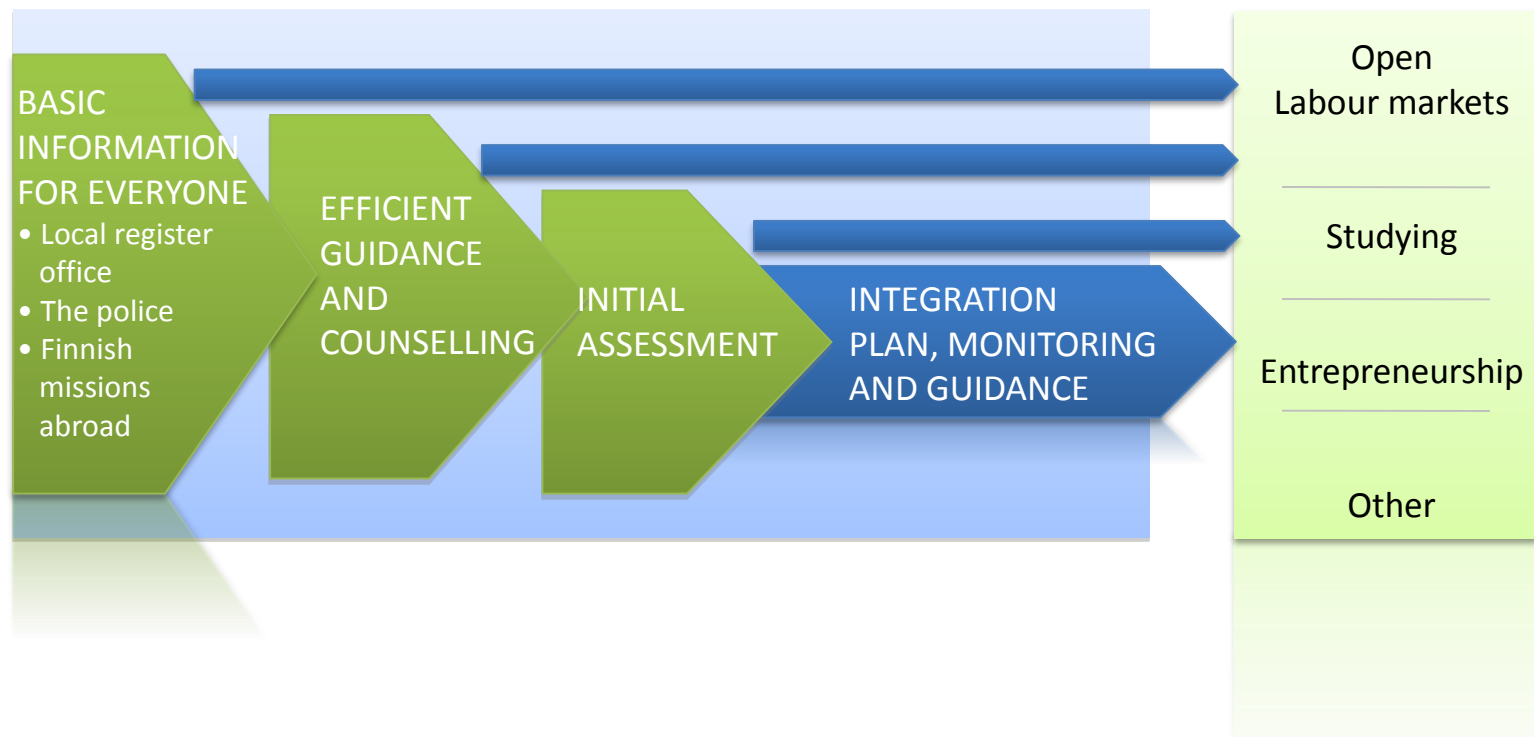 BASIC
INFORMATION
FOR EVERYONE
• Local register
office
• The police
• Finnish
missions
abroad
EFFICIENT
GUIDANCE
AND
COUNSELLING
INITIAL
ASSESSMENT
INTEGRATION
PLAN, MONITORING
AND GUIDANCE
Open
Labour markets
Studying
Entrepreneurship
Other